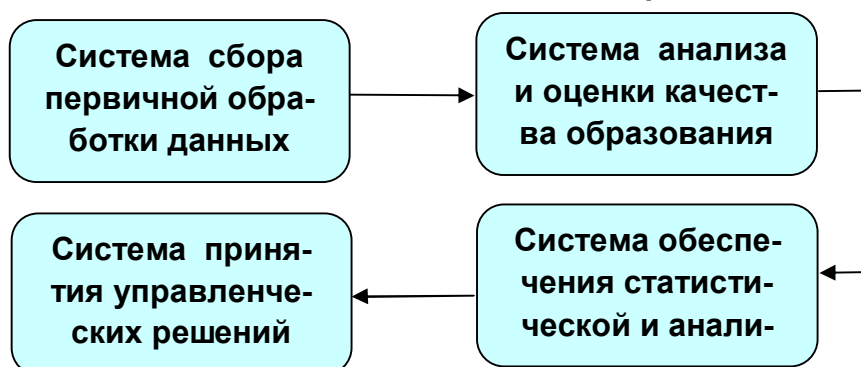 Система сбора
первичной обра-
ботки данных
Система анализа
и оценки качест-
ва образования
Система приня-
тия управленче-
ских решений
Система обеспе-
чения статисти-
ческой и анали-